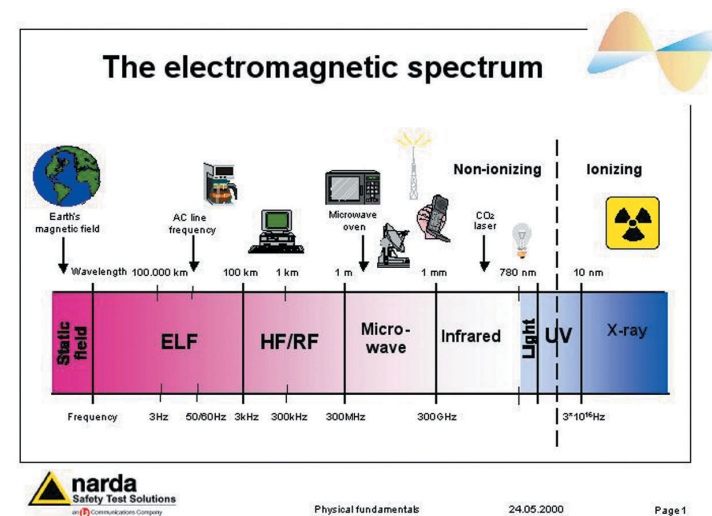 The electromagnetic spectrum
Non-ionizing Ionizing
Earth's
magnetic field
AC line
frequency
Microwave
oven
CO₂
laser
Wavelength 100.000 km 100 km 1 km 1 m 1 mm 780 nm 10 nm
Static
field
ELF
HF/RF
Micro-
wave
Infrared
Light
UV
X-ray
Frequency 3Hz 50/60Hz 3kHz 300kHz 300MHz 300GHz 3*10¹⁶Hz
narda
Safety Test Solutions
an Communications Company
Physical fundamentals 24.05.2000 Page 1